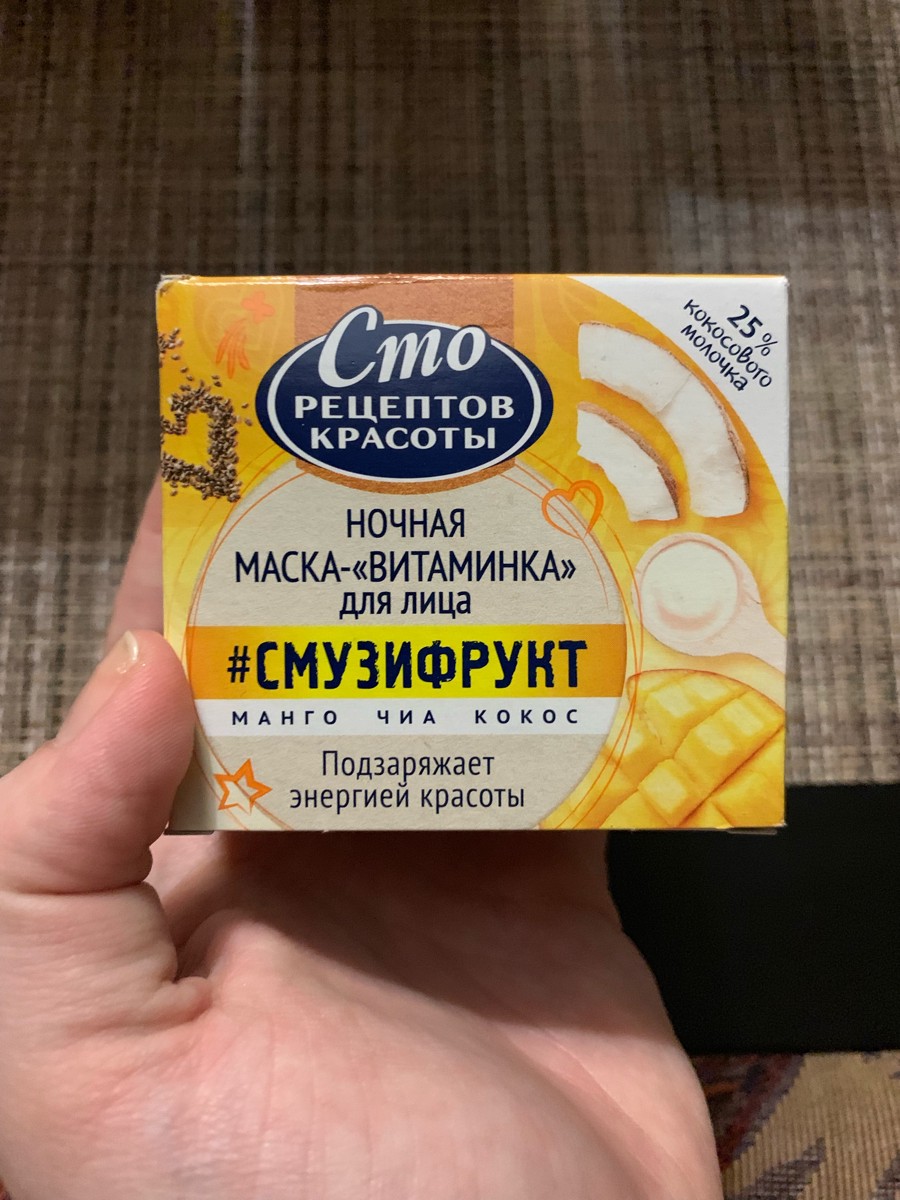 Сто
РЕЦЕПТОВ
КРАСОТЫ
25%
кокосового
молочка
НОЧНАЯ
МАСКА-«ВИТАМИНКА»
ДЛЯ ЛИЦА
#СМУЗИФРУКТ
МАНГО ЧИА КОКОС
Подзаряжает
энергией красоты